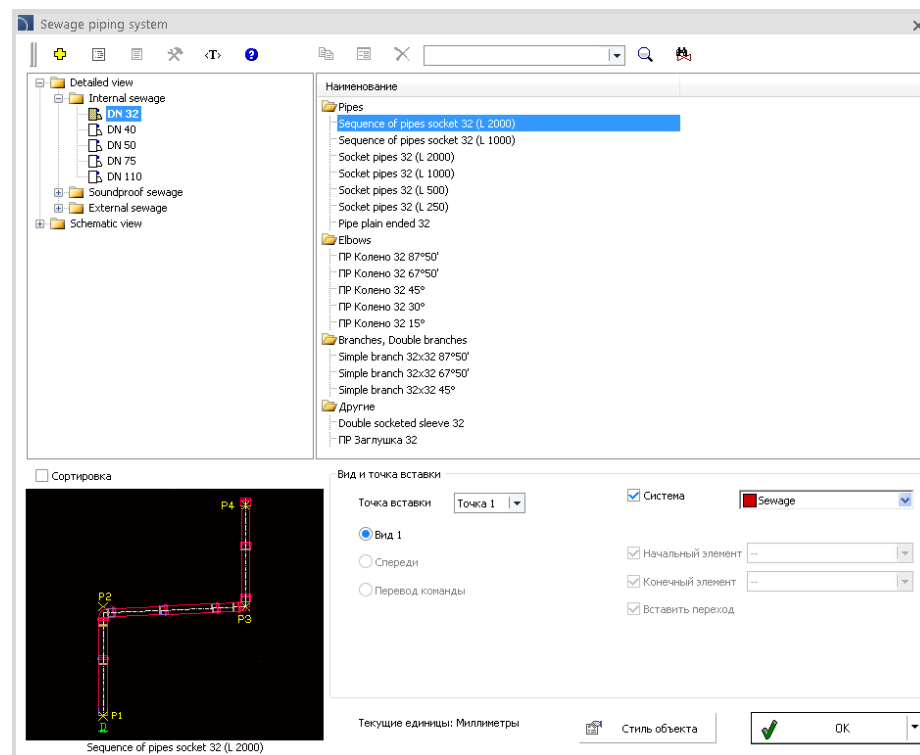 Sewage piping system
‹T›
Detailed view
Internal sewage
DN 32
DN 40
DN 50
DN 75
DN 110
Soundproof sewage
External sewage
Schematic view
Наименование
Pipes
Sequence of pipes socket 32 (L 2000)
Sequence of pipes socket 32 (L 1000)
Socket pipes 32 (L 2000)
Socket pipes 32 (L 1000)
Socket pipes 32 (L 500)
Socket pipes 32 (L 250)
Pipe plain ended 32
Elbows
ПР Колено 32 87°50'
ПР Колено 32 67°50'
ПР Колено 32 45°
ПР Колено 32 30°
ПР Колено 32 15°
Branches, Double branches
Simple branch 32x32 87°50'
Simple branch 32x32 67°50'
Simple branch 32x32 45°
Другие
Double socketed sleeve 32
ПР Заглушка 32
Сортировка
P4
P2
P3
P1
Sequence of pipes socket 32 (L 2000)
Вид и точка вставки
Точка вставки
Точка 1
Вид 1
Спереди
Перевод команды
Система
Sewage
Начальный элемент
--
Конечный элемент
--
Вставить переход
Текущие единицы: Миллиметры
Стиль объекта
OK